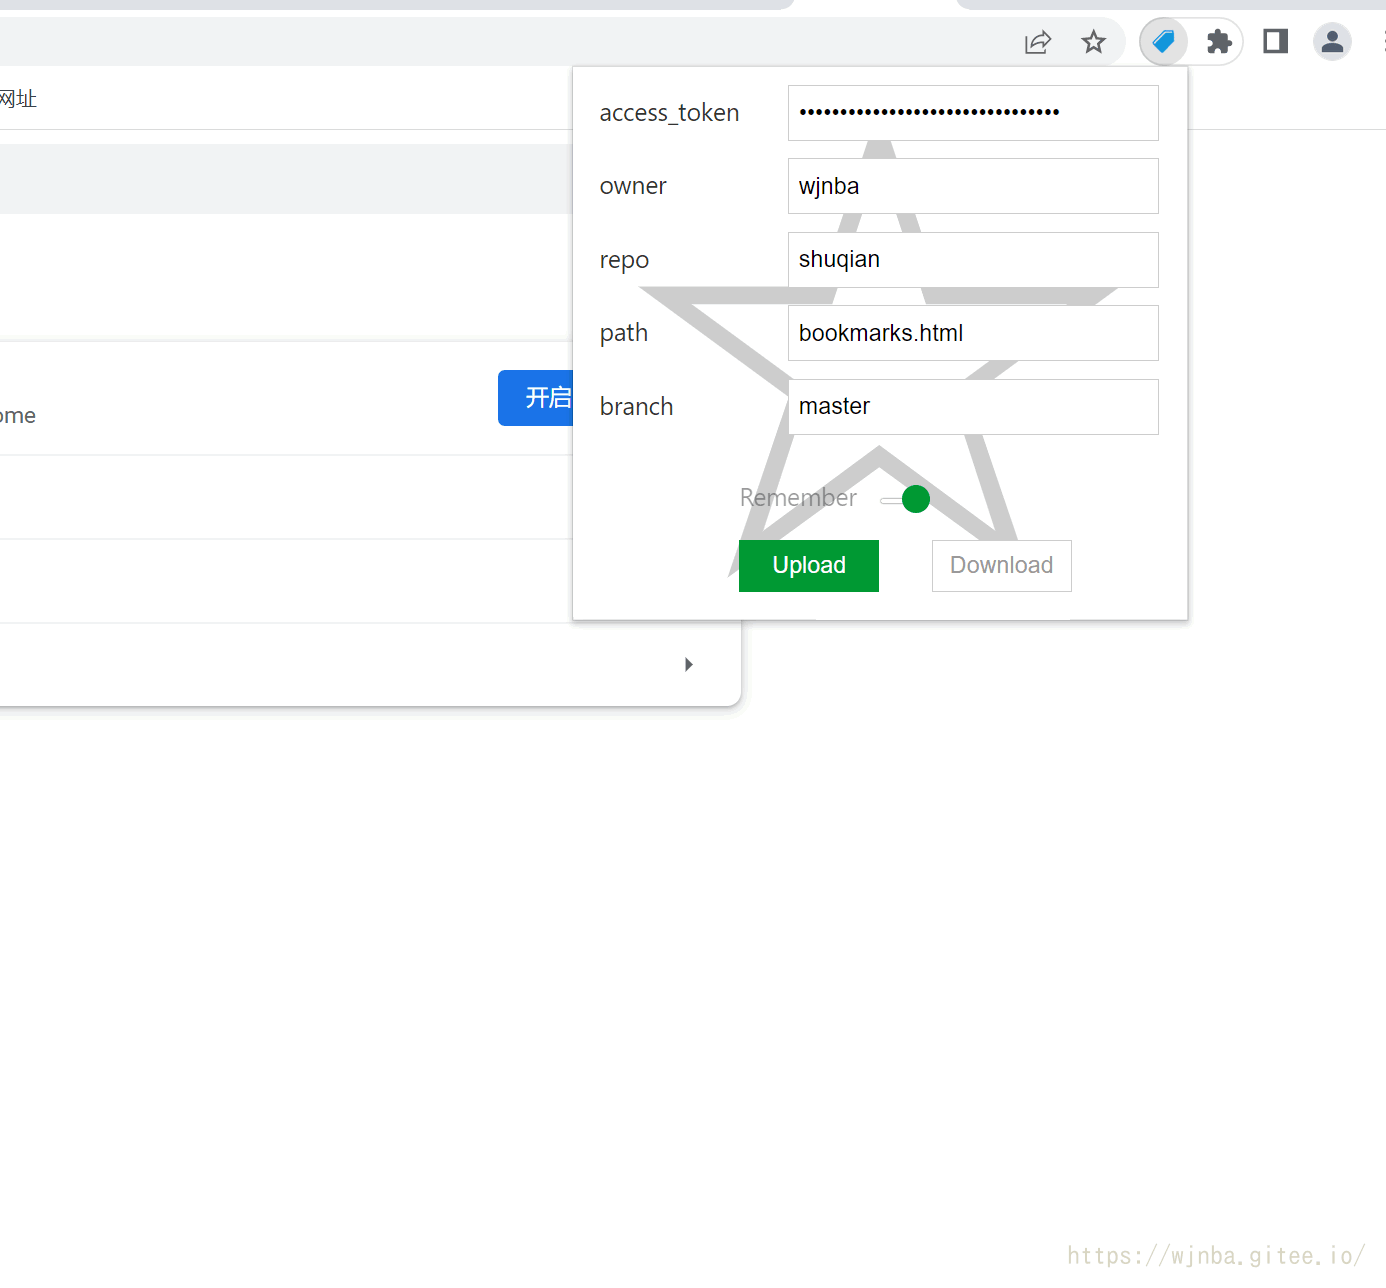 网址
access_token
••••••••••••••••••••••••••••••••
owner
wjnba
repo
shuqian
path
bookmarks.html
开启
ome
branch
master
Remember
Upload
Download
https://wjnba.gitee.io/